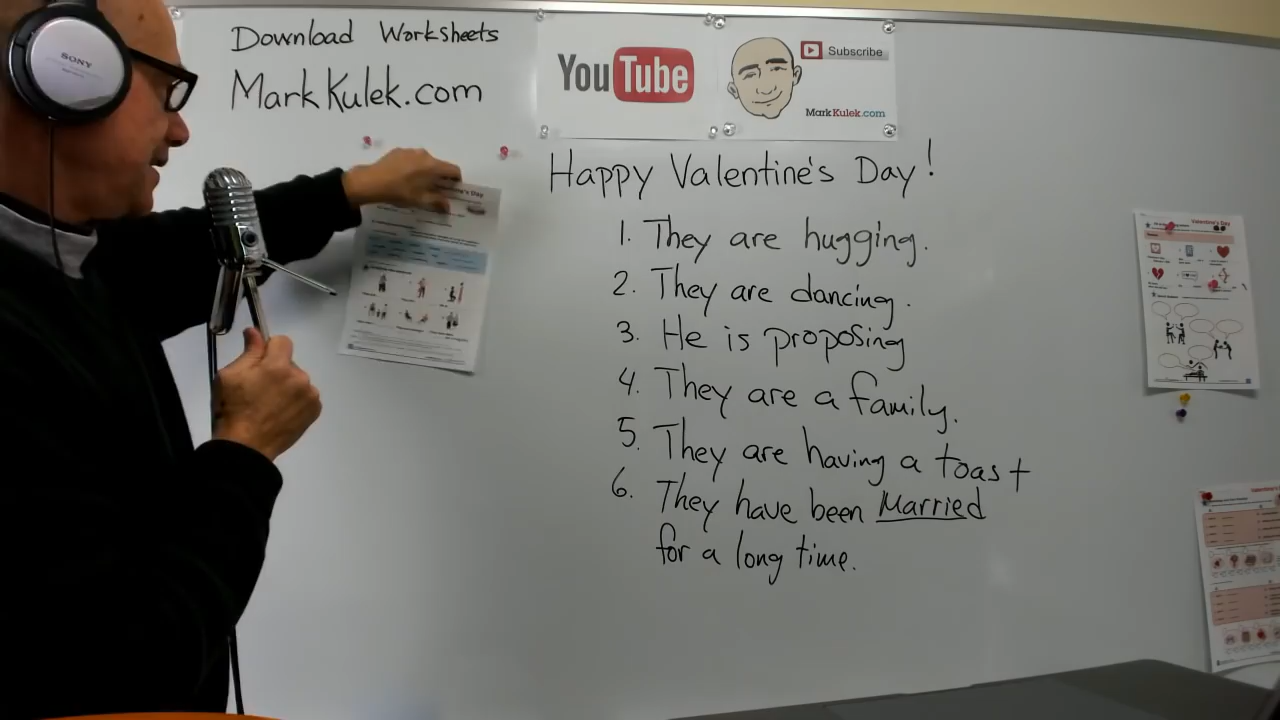 SONY
Download Worksheets
MarkKulek.com
YouTube
Subscribe
MarkKulek.com
Happy Valentine's Day!
1. They are hugging.
2. They are dancing.
3. He is proposing
4. They are a family.
5. They are having a toast
6. They have been Married
for a long time.
Valentine's Day